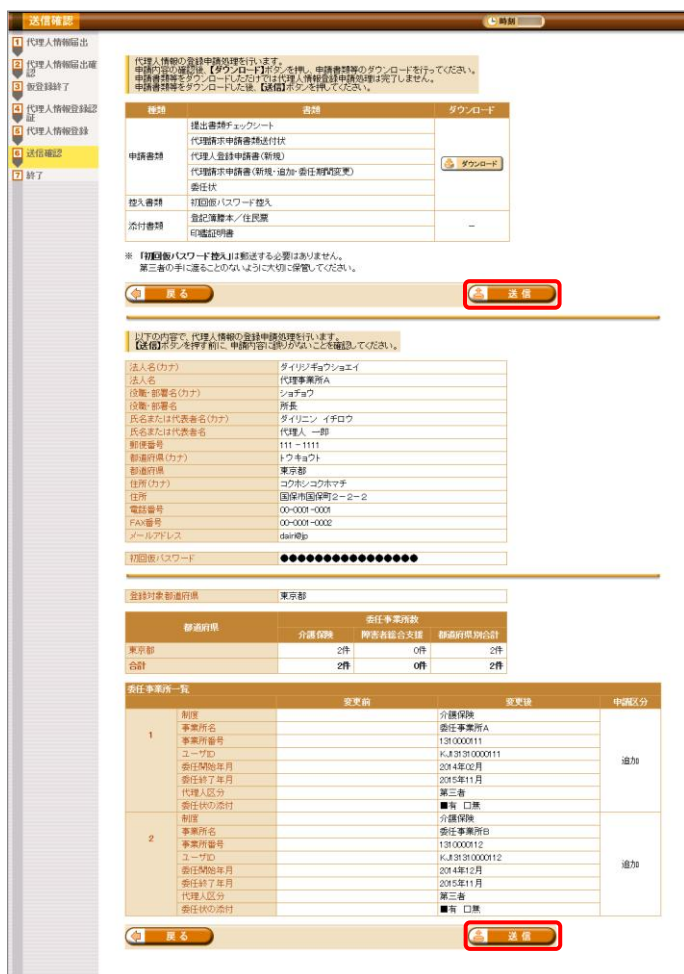 送信確認
時刻
1 代理人情報届出
2 代理人情報届出確認
3 仮登録終了
4 代理人情報登録認証
5 代理人情報登録
6 送信確認
7 終了
代理人情報の登録申請処理を行います。
申請内容の確認後、【ダウンロード】ボタンを押し、申請書類等のダウンロードを行ってください。
申請書類等をダウンロードしただけでは代理人情報登録申請処理は完了しません。
申請書類等をダウンロードした後、【送信】ボタンを押してください。
種類 書類 ダウンロード
申請書類 提出書類チェックシート
代理請求申請書類送付状
代理人登録申請書(新規)
代理請求申請書(新規・追加・委任期間変更)
委任状
ダウンロード
控え書類 初回仮パスワード控え
添付書類 登記簿謄本／住民票
印鑑証明書
－
※ 「初回仮パスワード控え」は郵送する必要はありません。
第三者の手に渡ることのないように大切に保管してください。
戻る 送信
以下の内容で、代理人情報の登録申請処理を行います。
【送信】ボタンを押す前に、申請内容に誤りがないことを確認してください。
法人名(カナ) ダイリジギョウショエイ
法人名 代理事業所A
役職・部署名(カナ) ショチョウ
役職・部署名 所長
氏名または代表者名(カナ) ダイリニン イチロウ
氏名または代表者名 代理人 一郎
郵便番号 111－1111
都道府県(カナ) トウキョウト
都道府県 東京都
住所(カナ) コクホシコクホマチ
住所 国保市国保町２－２－２
電話番号 00-0001-0001
FAX番号 00-0001-0002
メールアドレス dairi@jp
初回仮パスワード ●●●●●●●●●●●●●●●●
登録対象都道府県 東京都
都道府県 委任事業所数
介護保険 障害者総合支援 都道府県別合計
東京都 2件 0件 2件
合計 2件 0件 2件
委任事業所一覧
変更前 変更後 申請区分
1 制度 介護保険
事業所名 委任事業所A
事業所番号 1310000111
ユーザID KJ131310000111
委任開始年月 2014年02月
委任終了年月 2015年11月
代理人区分 第三者
委任状の添付 ■有 □無
追加
2 制度 介護保険
事業所名 委任事業所B
事業所番号 1310000112
ユーザID KJ131310000112
委任開始年月 2014年12月
委任終了年月 2015年11月
代理人区分 第三者
委任状の添付 ■有 □無
追加
戻る 送信